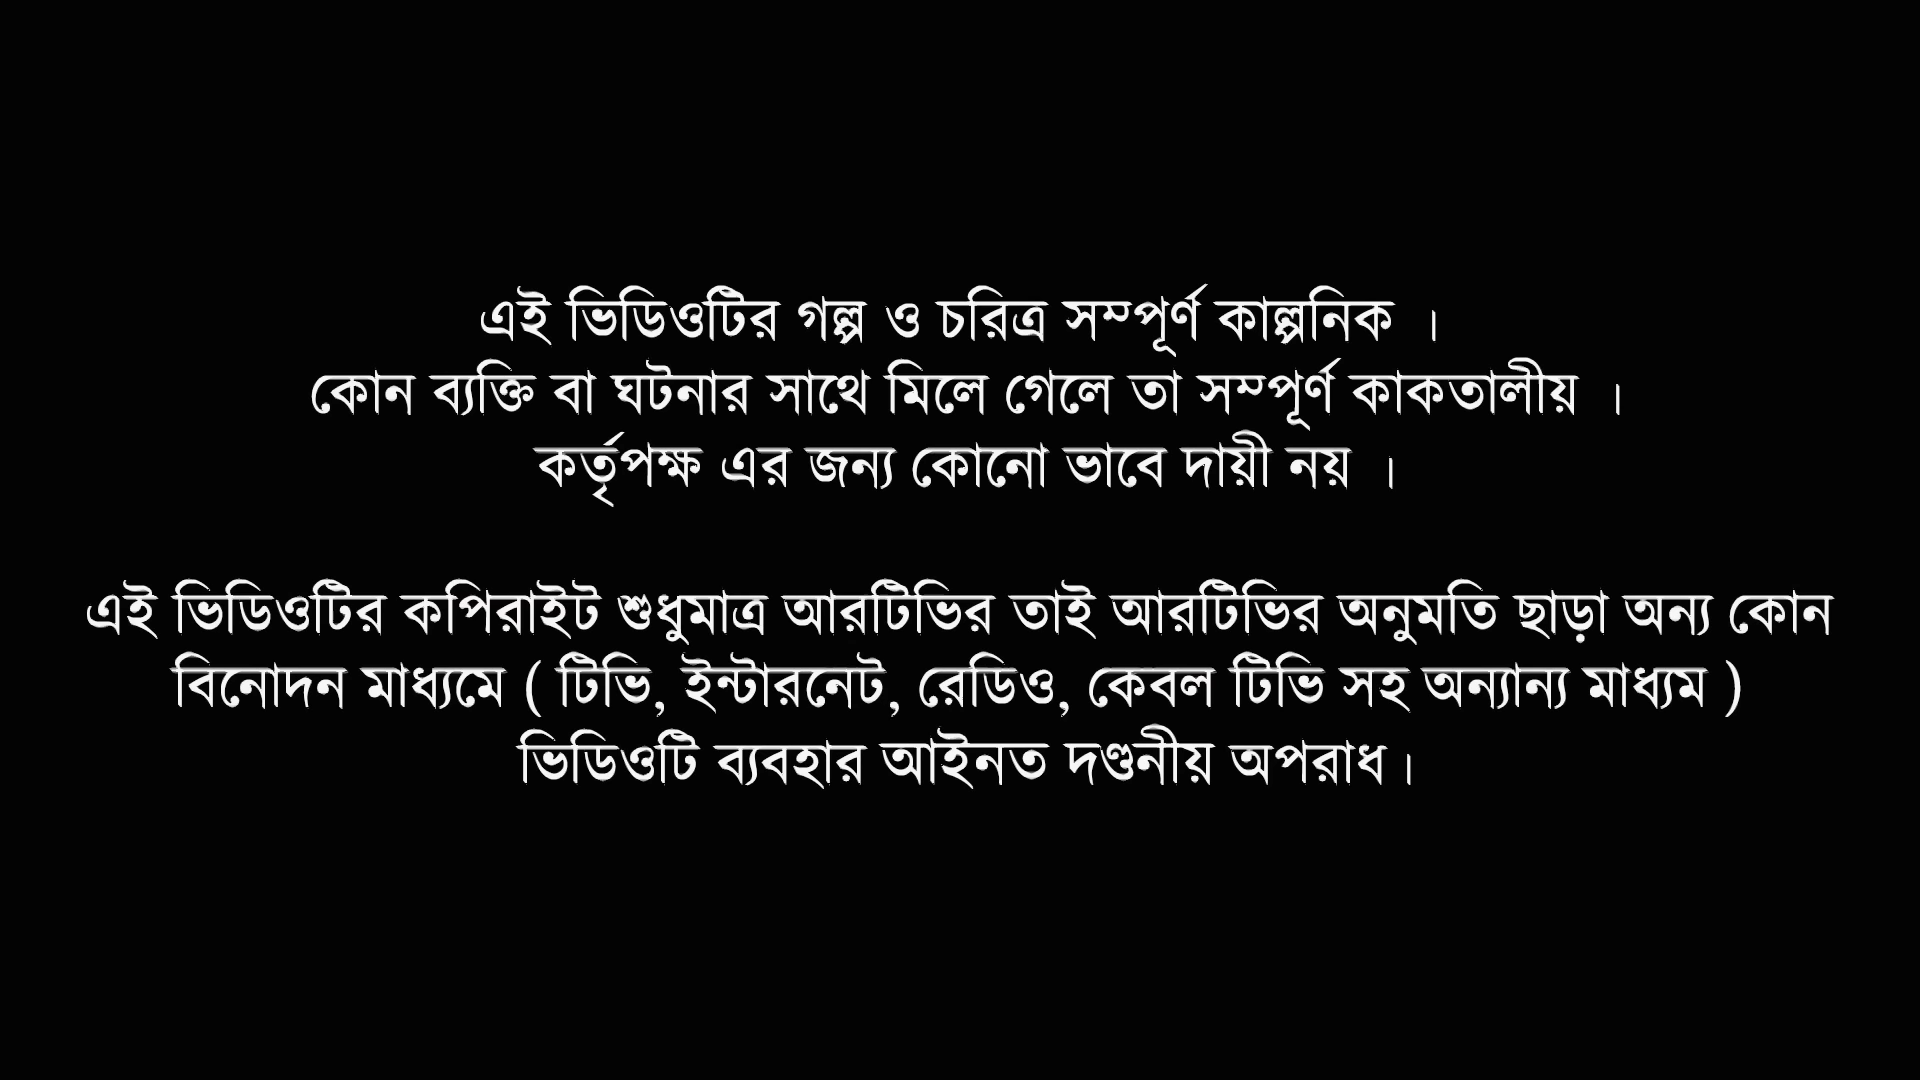 এই ভিডিওটির গল্প ও চরিত্র সম্পূর্ণ কাল্পনিক ।
কোন ব্যক্তি বা ঘটনার সাথে মিলে গেলে তা সম্পূর্ণ কাকতালীয় ।
কর্তৃপক্ষ এর জন্য কোনো ভাবে দায়ী নয় ।
এই ভিডিওটির কপিরাইট শুধুমাত্র আরটিভির তাই আরটিভির অনুমতি ছাড়া অন্য কোন
বিনোদন মাধ্যমে ( টিভি, ইন্টারনেট, রেডিও, কেবল টিভি সহ অন্যান্য মাধ্যম )
ভিডিওটি ব্যবহার আইনত দণ্ডনীয় অপরাধ।